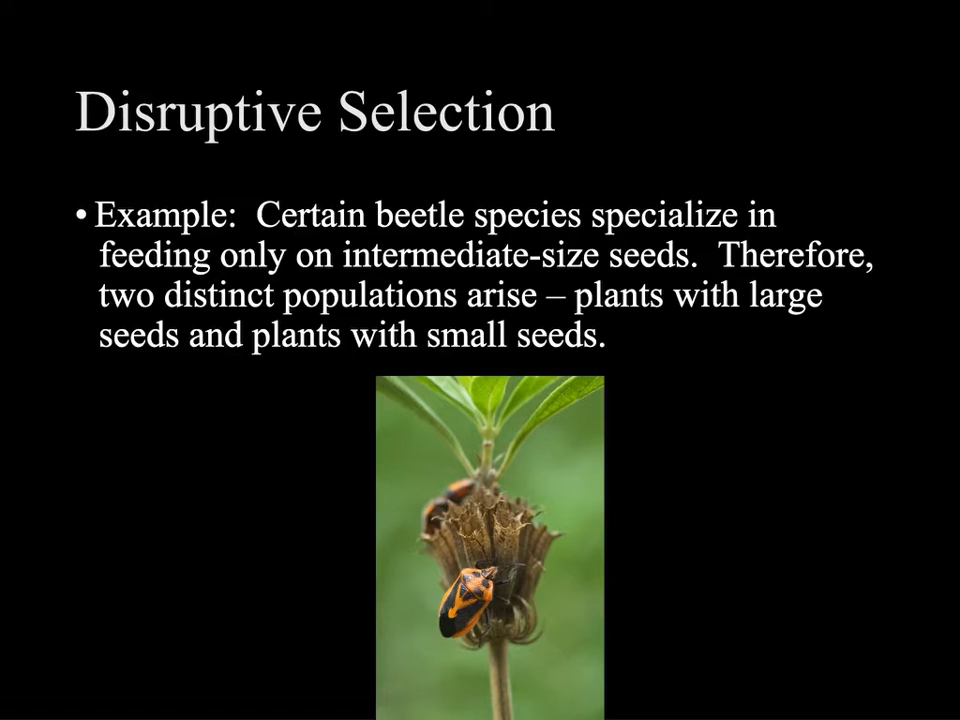 Disruptive Selection
• Example:  Certain beetle species specialize in
feeding only on intermediate-size seeds.  Therefore,
two distinct populations arise – plants with large
seeds and plants with small seeds.